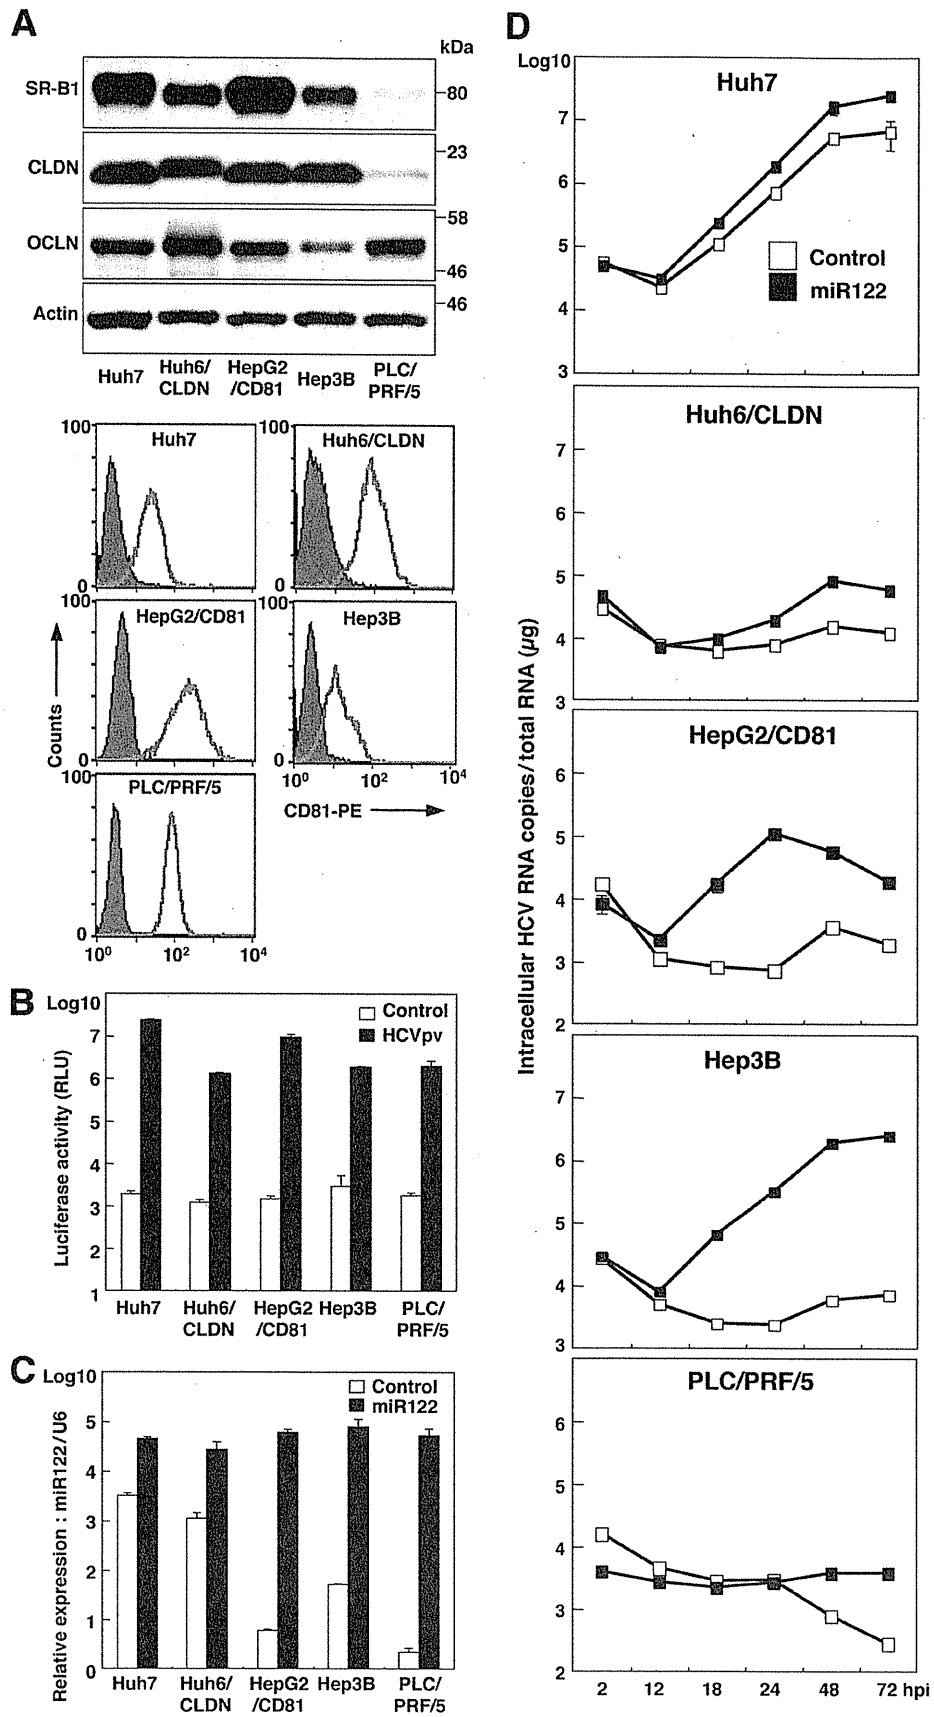 A
kDa
SR-B1
80
CLDN
23
OCLN
58
46
Actin
46
Huh7
Huh6/
CLDN
HepG2
/CD81
Hep3B
PLC/
PRF/5
100
Huh7
0
100
Huh6/CLDN
0
100
HepG2/CD81
0
100
Hep3B
0
10⁰ 10² 10⁴
100
PLC/PRF/5
0
10⁰ 10² 10⁴
Counts
CD81-PE
B
Log10
Control
HCVpv
Luciferase activity (RLU)
7
6
5
4
3
2
1
Huh7
Huh6/
CLDN
HepG2
/CD81
Hep3B
PLC/
PRF/5
C
Log10
Control
miR122
Relative expression : miR122/U6
5
4
3
2
1
0
Huh7
Huh6/
CLDN
HepG2
/CD81
Hep3B
PLC/
PRF/5
D
Log10
Huh7
7
6
5
4
3
Control
miR122
Huh6/CLDN
7
6
5
4
3
Intracellular HCV RNA copies/total RNA (µg)
HepG2/CD81
6
5
4
3
2
Hep3B
7
6
5
4
3
PLC/PRF/5
6
5
4
3
2
2 12 18 24 48 72 hpi